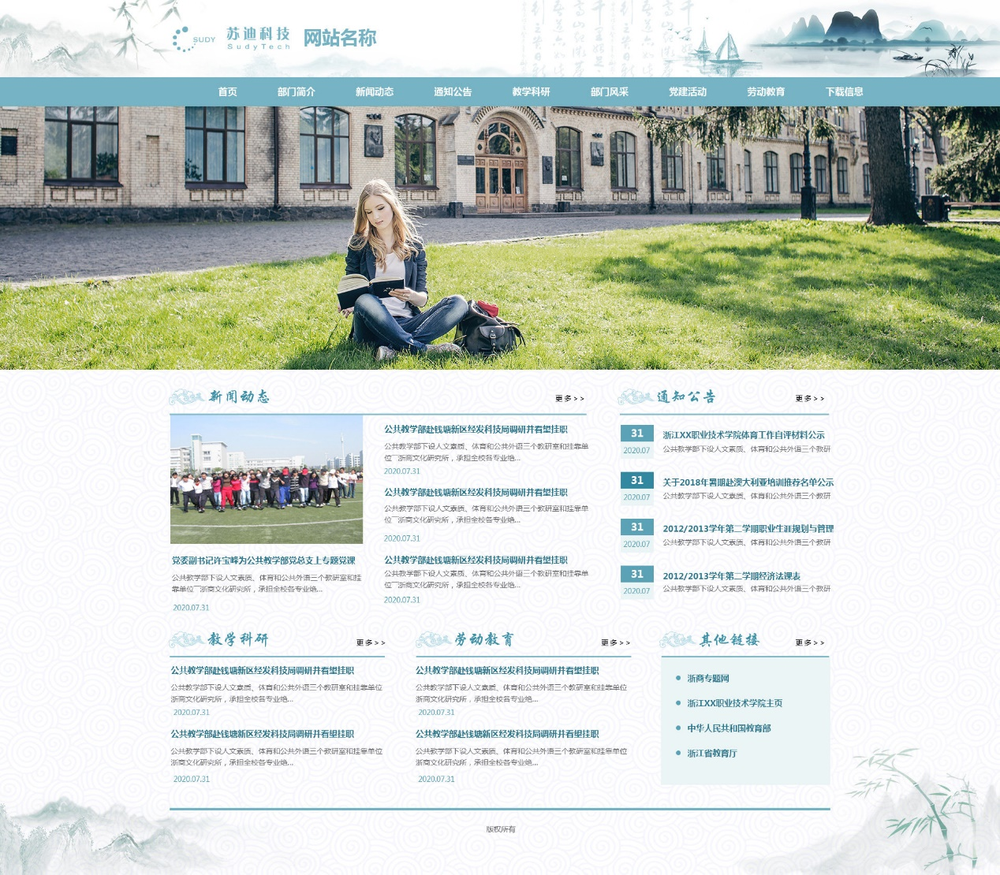 SUDY
苏迪科技
SudyTech
网站名称
首页 部门简介 新闻动态 通知公告 教学科研 部门风采 党建活动 劳动教育 下载信息
新闻动态
更多>>
党委副书记许宝峰为公共教学部党总支上专题党课
公共教学部下设人文素质、体育和公共外语三个教研室和挂
靠单位—浙商文化研究所，承担全校各专业绝...
2020.07.31
公共教学部赴钱塘新区经发科技局调研并看望挂职
公共教学部下设人文素质、体育和公共外语三个教研室和挂靠单
位—浙商文化研究所，承担全校各专业绝...
2020.07.31
公共教学部赴钱塘新区经发科技局调研并看望挂职
公共教学部下设人文素质、体育和公共外语三个教研室和挂靠单
位—浙商文化研究所，承担全校各专业绝...
2020.07.31
公共教学部赴钱塘新区经发科技局调研并看望挂职
公共教学部下设人文素质、体育和公共外语三个教研室和挂靠单
位—浙商文化研究所，承担全校各专业绝...
2020.07.31
通知公告
更多>>
31
2020.07
浙江XX职业技术学院体育工作自评材料公示
公共教学部下设人文素质、体育和公共外语三个教研
31
2020.07
关于2018年暑期赴澳大利亚培训推荐名单公示
公共教学部下设人文素质、体育和公共外语三个教研
31
2020.07
2012/2013学年第二学期职业生涯规划与管理
公共教学部下设人文素质、体育和公共外语三个教研
31
2020.07
2012/2013学年第二学期经济法课表
公共教学部下设人文素质、体育和公共外语三个教研
教学科研
更多>>
公共教学部赴钱塘新区经发科技局调研并看望挂职
公共教学部下设人文素质、体育和公共外语三个教研室和挂靠单位
浙商文化研究所，承担全校各专业绝...
2020.07.31
公共教学部赴钱塘新区经发科技局调研并看望挂职
公共教学部下设人文素质、体育和公共外语三个教研室和挂靠单位
浙商文化研究所，承担全校各专业绝...
2020.07.31
劳动教育
更多>>
公共教学部赴钱塘新区经发科技局调研并看望挂职
公共教学部下设人文素质、体育和公共外语三个教研室和挂靠单位
浙商文化研究所，承担全校各专业绝...
2020.07.31
公共教学部赴钱塘新区经发科技局调研并看望挂职
公共教学部下设人文素质、体育和公共外语三个教研室和挂靠单位
浙商文化研究所，承担全校各专业绝...
2020.07.31
其他链接
更多>>
浙商专题网
浙江XX职业技术学院主页
中华人民共和国教育部
浙江省教育厅
版权所有